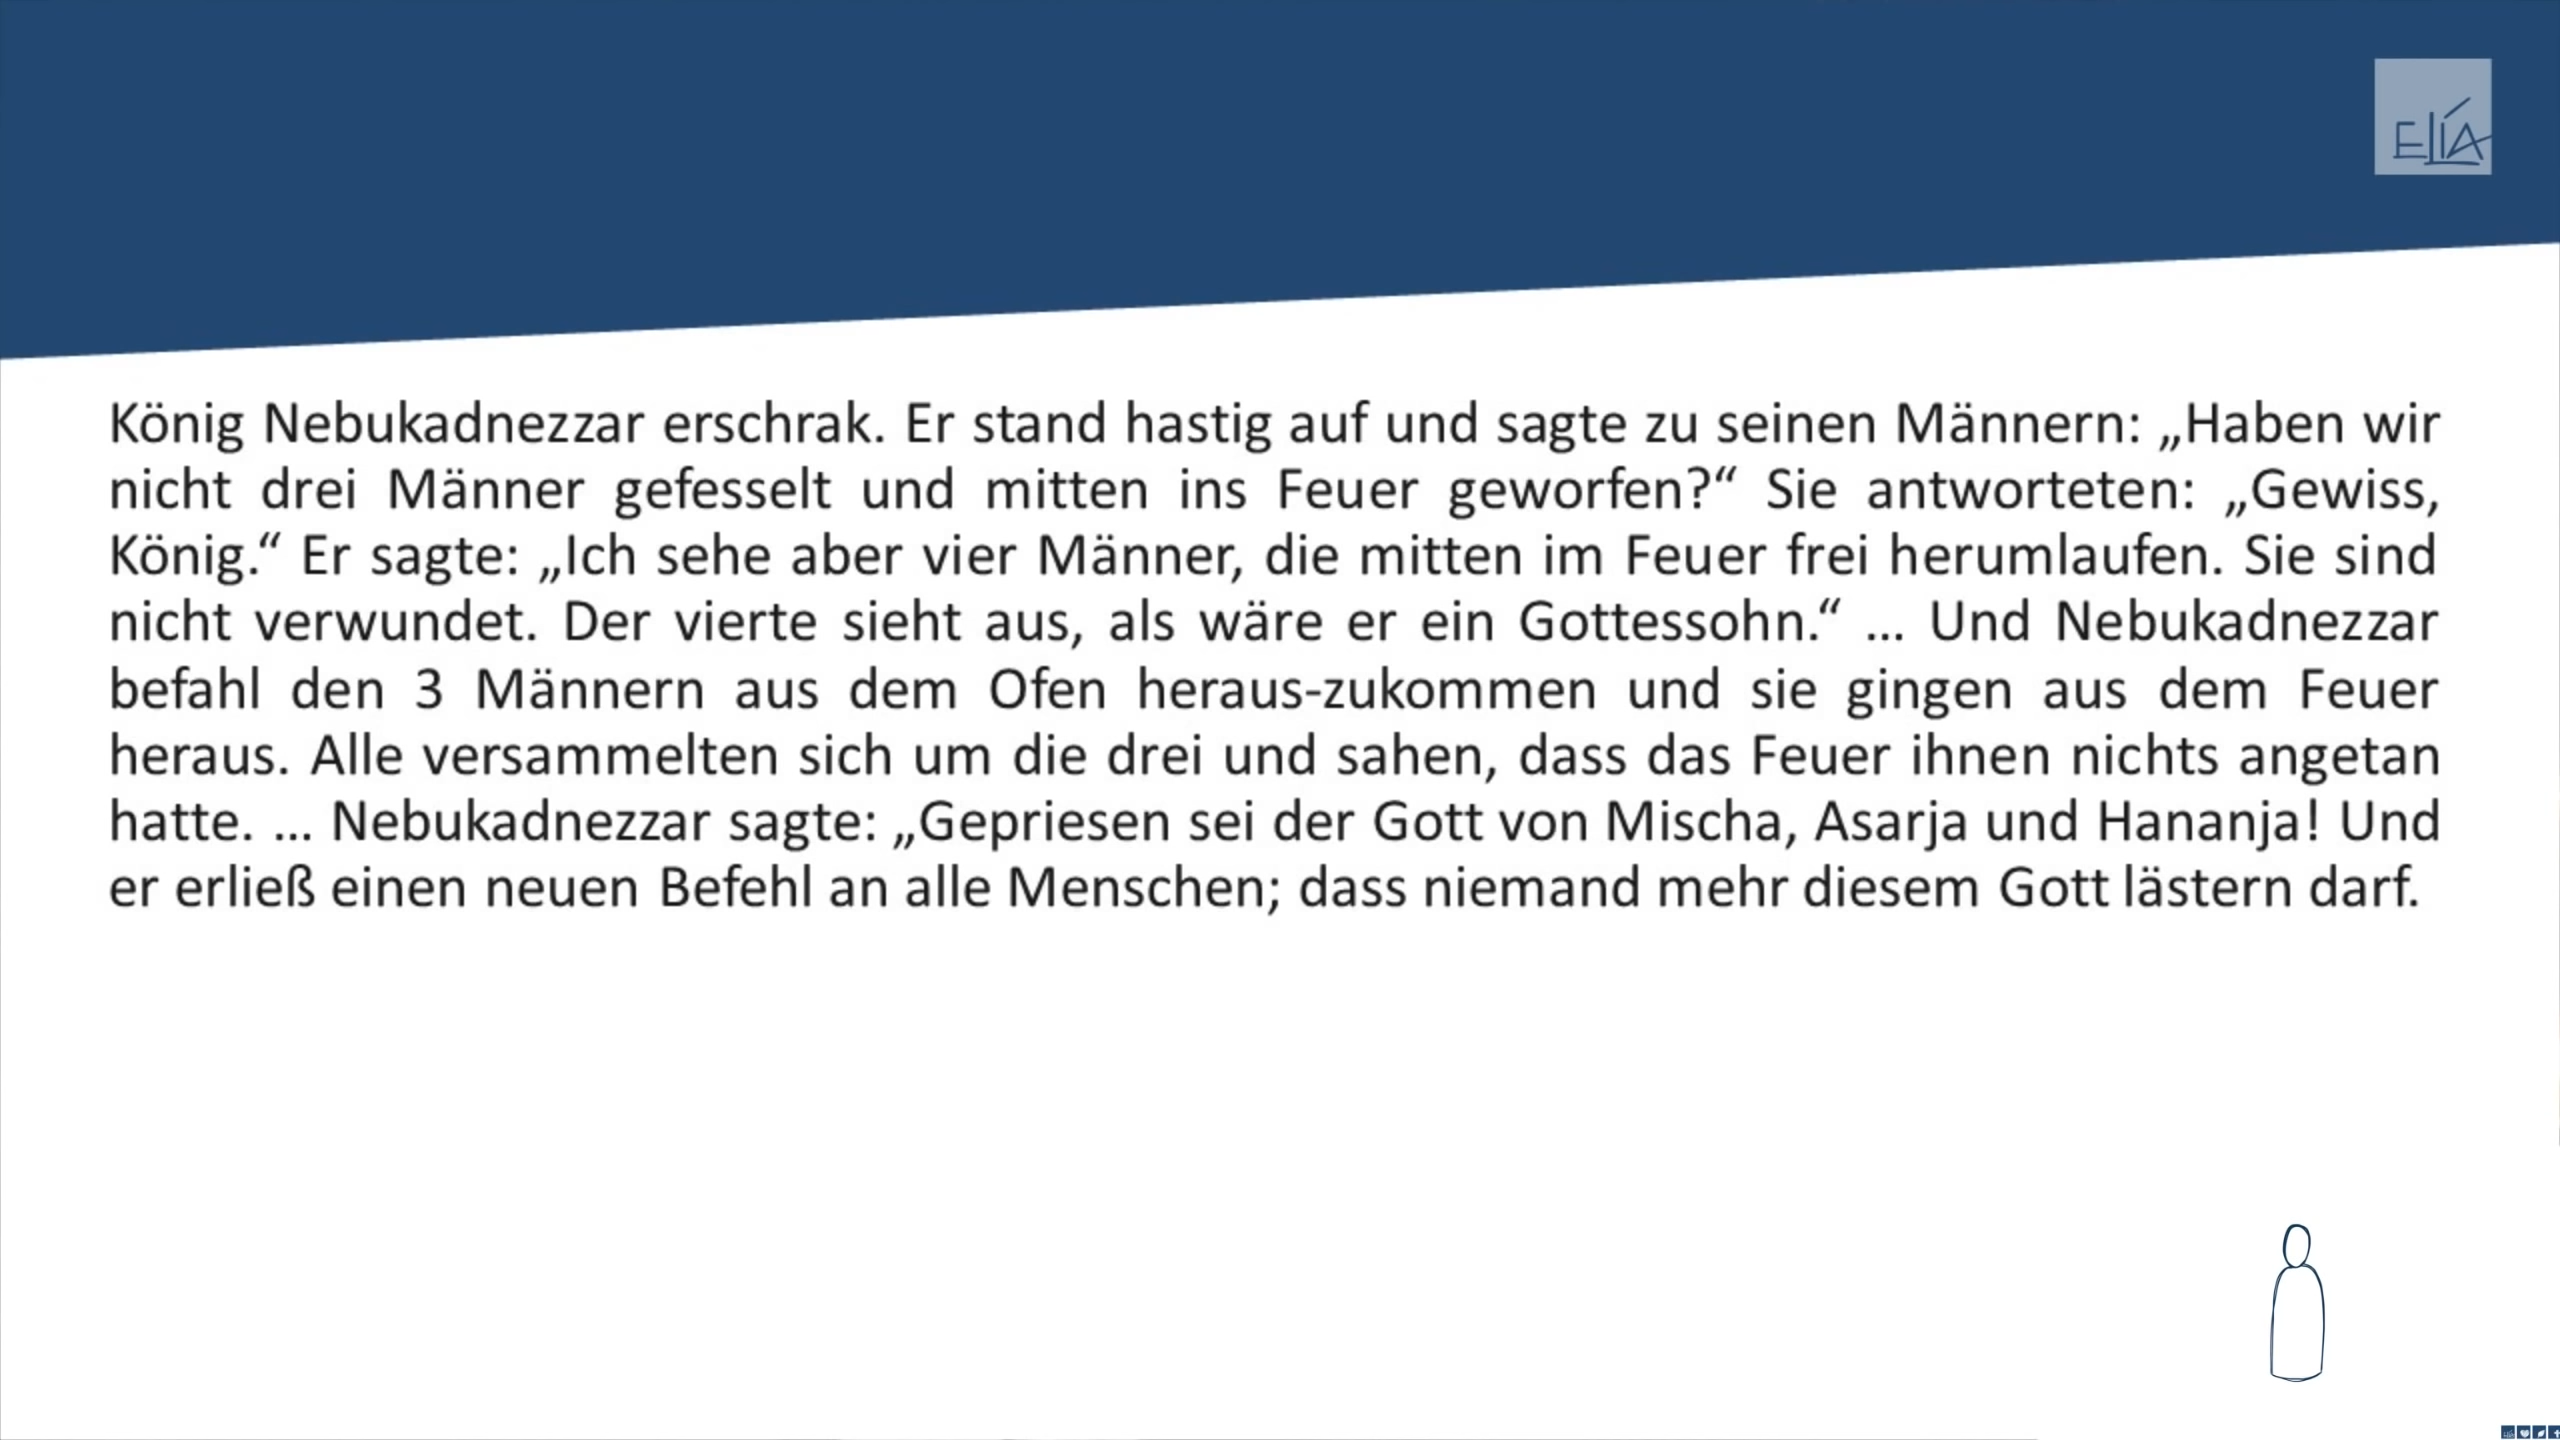 ELIA
König Nebukadnezzar erschrak. Er stand hastig auf und sagte zu seinen Männern: „Haben wir
nicht drei Männer gefesselt und mitten ins Feuer geworfen?“ Sie antworteten: „Gewiss,
König.“ Er sagte: „Ich sehe aber vier Männer, die mitten im Feuer frei herumlaufen. Sie sind
nicht verwundet. Der vierte sieht aus, als wäre er ein Gottessohn.“ ... Und Nebukadnezzar
befahl den 3 Männern aus dem Ofen heraus-zukommen und sie gingen aus dem Feuer
heraus. Alle versammelten sich um die drei und sahen, dass das Feuer ihnen nichts angetan
hatte. ... Nebukadnezzar sagte: „Gepriesen sei der Gott von Mischa, Asarja und Hananja! Und
er erließ einen neuen Befehl an alle Menschen; dass niemand mehr diesem Gott lästern darf.